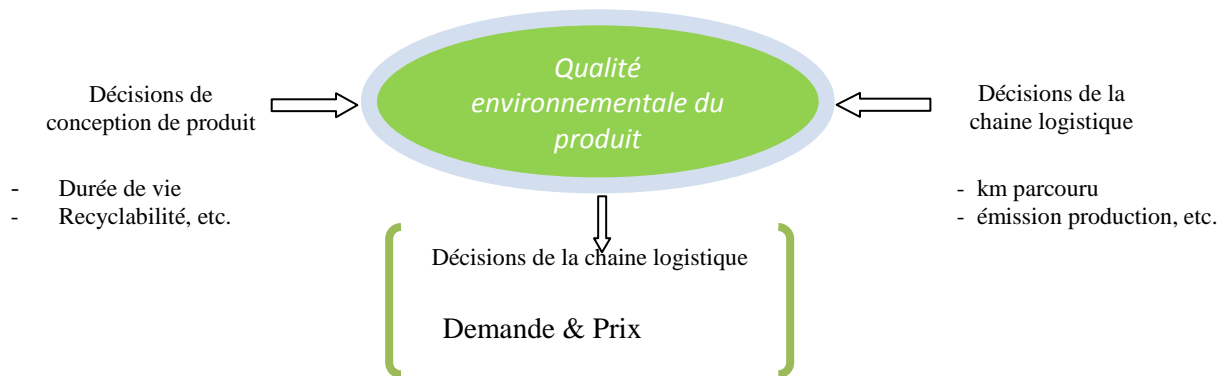 Qualité
environnementale du
produit
Décisions de
conception de produit
- Durée de vie
- Recyclabilité, etc.
Décisions de la
chaine logistique
- km parcouru
- émission production, etc.
Décisions de la chaine logistique
Demande & Prix